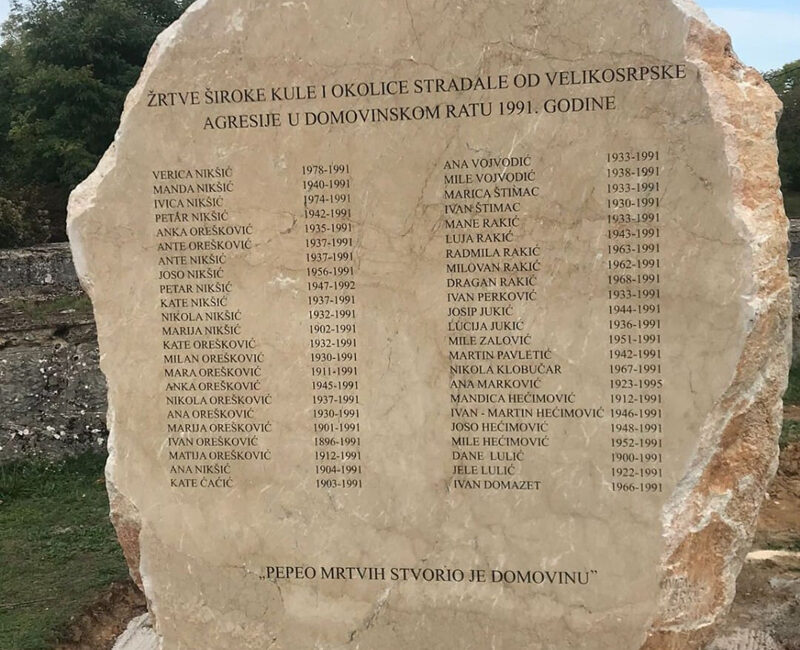 ŽRTVE ŠIROKE KULE I OKOLICE STRADALE OD VELIKOSRPSKE
AGRESIJE U DOMOVINSKOM RATU 1991. GODINE
VERICA NIKŠIĆ 1978-1991
MANDA NIKŠIĆ 1940-1991
IVICA NIKŠIĆ 1974-1991
PETAR NIKŠIĆ 1942-1991
ANKA OREŠKOVIĆ 1935-1991
ANTE OREŠKOVIĆ 1937-1991
ANTE NIKŠIĆ 1937-1991
JOSO NIKŠIĆ 1956-1991
PETAR NIKŠIĆ 1947-1992
KATE NIKŠIĆ 1937-1991
NIKOLA NIKŠIĆ 1932-1991
MARIJA NIKŠIĆ 1902-1991
KATE OREŠKOVIĆ 1932-1991
MILAN OREŠKOVIĆ 1930-1991
MARA OREŠKOVIĆ 1911-1991
ANKA OREŠKOVIĆ 1945-1991
NIKOLA OREŠKOVIĆ 1937-1991
ANA OREŠKOVIĆ 1930-1991
MARIJA OREŠKOVIĆ 1901-1991
IVAN OREŠKOVIĆ 1896-1991
MATIJA OREŠKOVIĆ 1912-1991
ANA NIKŠIĆ 1904-1991
KATE ČAČIĆ 1903-1991
ANA VOJVODIĆ 1933-1991
MILE VOJVODIĆ 1938-1991
MARICA ŠTIMAC 1933-1991
IVAN ŠTIMAC 1930-1991
MANE RAKIĆ 1933-1991
LUJA RAKIĆ 1943-1991
RADMILA RAKIĆ 1963-1991
MILOVAN RAKIĆ 1962-1991
DRAGAN RAKIĆ 1968-1991
IVAN PERKOVIĆ 1933-1991
JOSIP JUKIĆ 1944-1991
LUCIJA JUKIĆ 1936-1991
MILE ZALOVIĆ 1951-1991
MARTIN PAVLETIĆ 1942-1991
NIKOLA KLOBUČAR 1967-1991
ANA MARKOVIĆ 1923-1995
MANDICA HEĆIMOVIĆ 1912-1991
IVAN - MARTIN HEĆIMOVIĆ 1946-1991
JOSO HEĆIMOVIĆ 1948-1991
MILE HEĆIMOVIĆ 1952-1991
DANE LULIĆ 1900-1991
JELE LULIĆ 1922-1991
IVAN DOMAZET 1966-1991
„PEPEO MRTVIH STVORIO JE DOMOVINU”